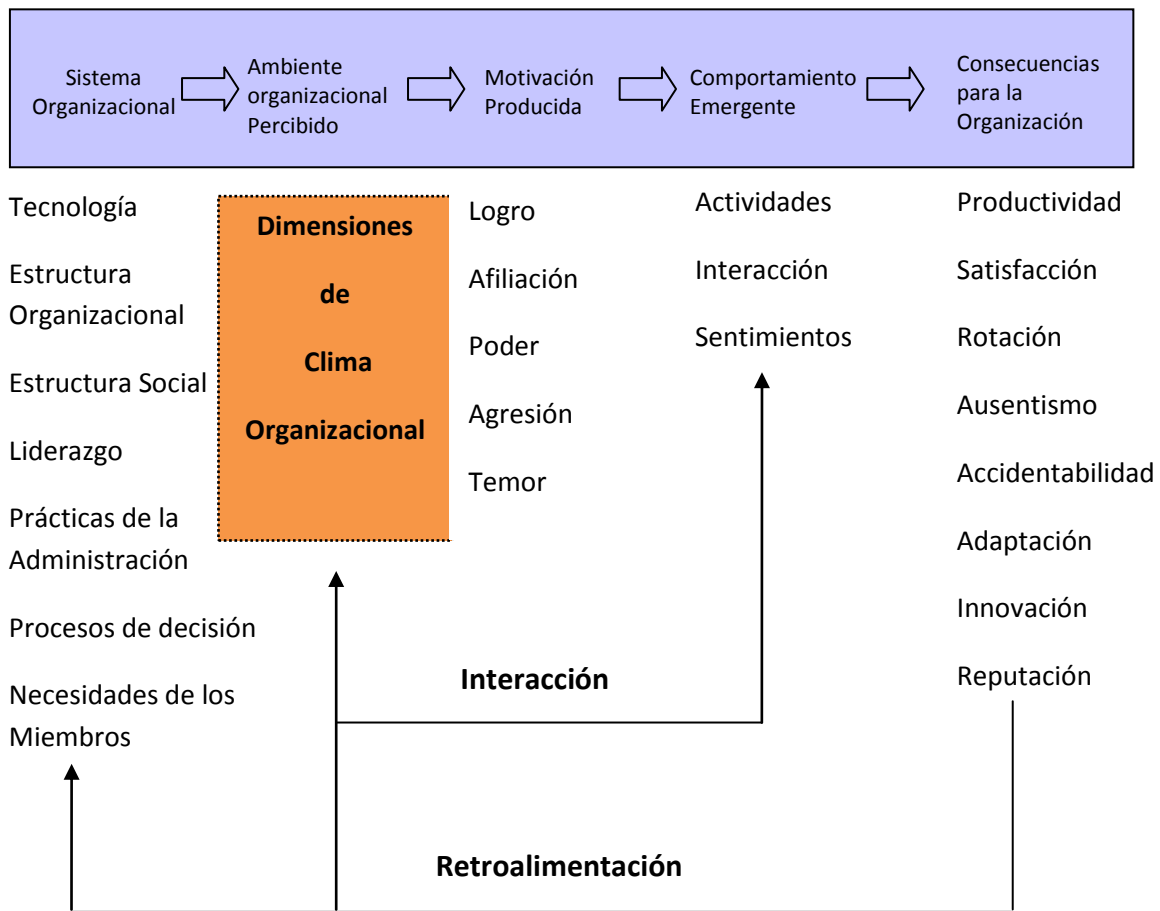 Sistema
Organizacional
Ambiente
organizacional
Percibido
Motivación
Producida
Comportamiento
Emergente
Consecuencias
para la
Organización
Tecnología
Estructura
Organizacional
Estructura Social
Liderazgo
Prácticas de la
Administración
Procesos de decisión
Necesidades de los
Miembros
Dimensiones
de
Clima
Organizacional
Logro
Afiliación
Poder
Agresión
Temor
Actividades
Interacción
Sentimientos
Productividad
Satisfacción
Rotación
Ausentismo
Accidentabilidad
Adaptación
Innovación
Reputación
Interacción
Retroalimentación